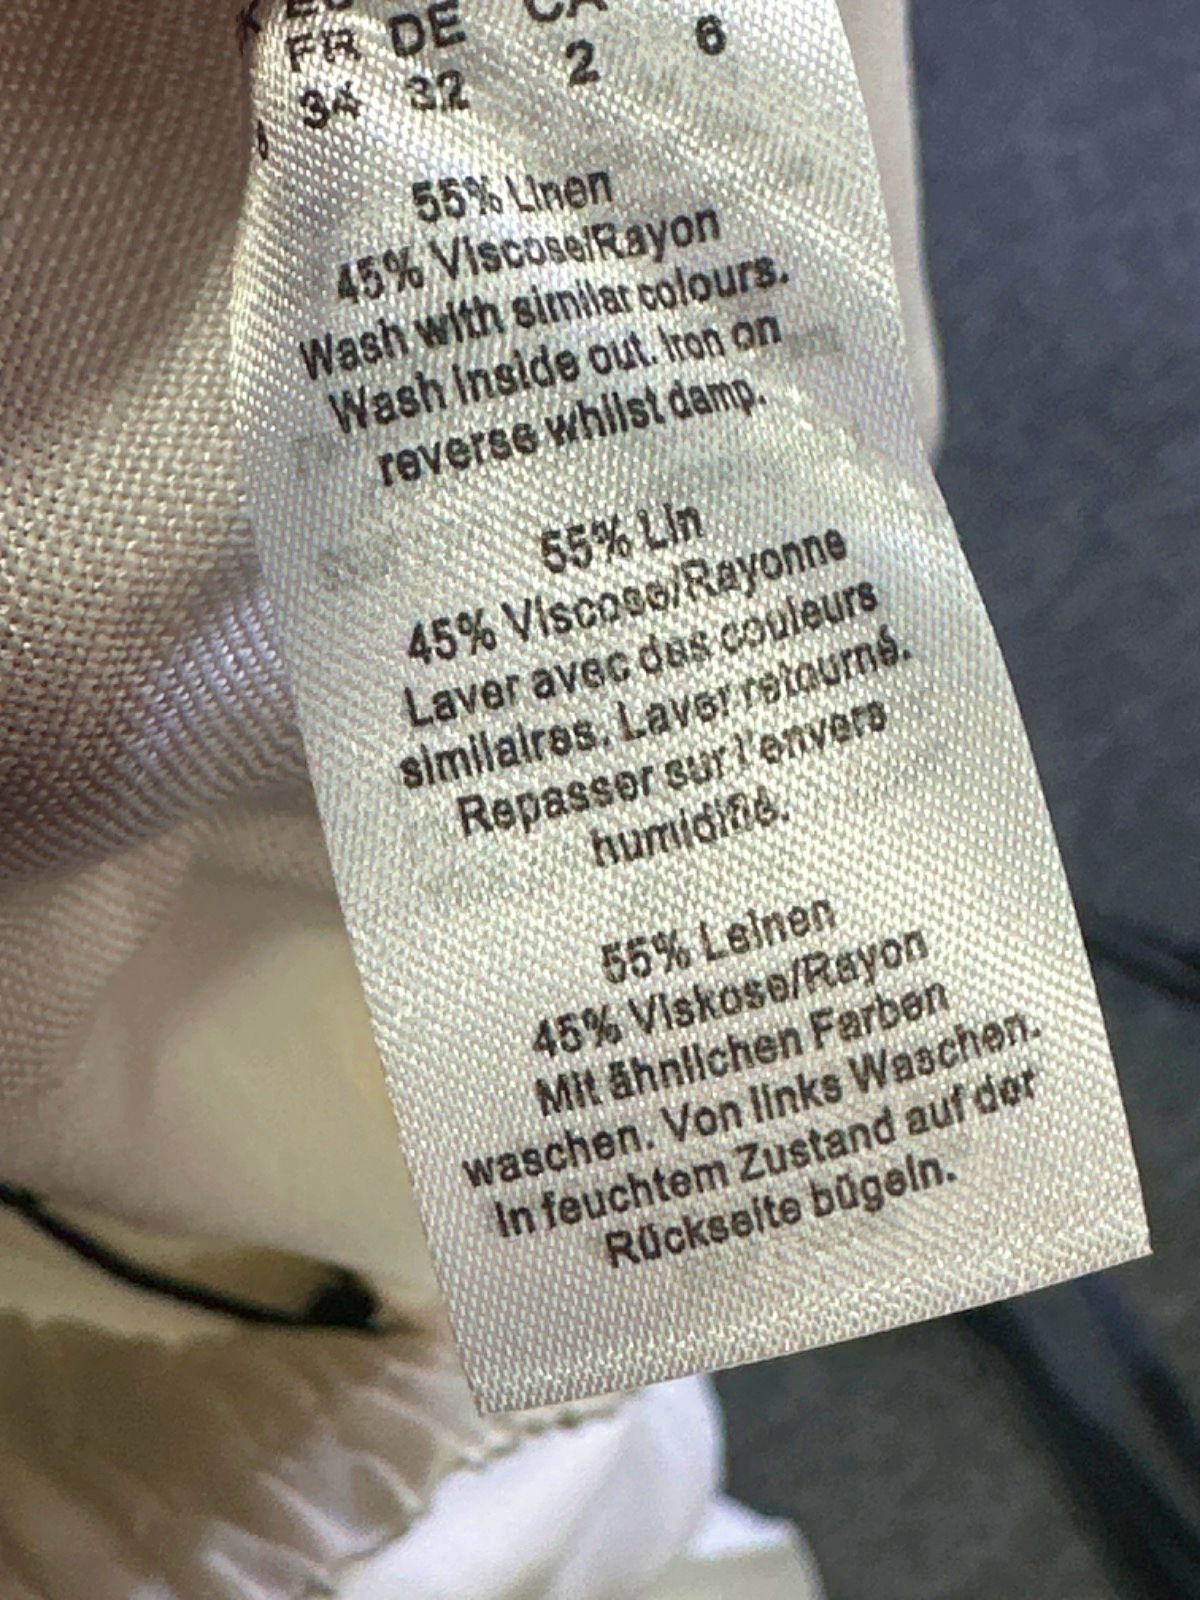 FR DE CA
34 32 2 6
55% Linen
45% Viscose/Rayon
Wash with similar colours.
Wash inside out. Iron on
reverse whilst damp.
55% Lin
45% Viscose/Rayonne
Laver avec des couleurs
similaires. Laver retourné.
Repasser sur l'envers
humidifié.
55% Leinen
45% Viskose/Rayon
Mit ähnlichen Farben
waschen. Von links Waschen.
In feuchtem Zustand auf der
Rückseite bügeln.